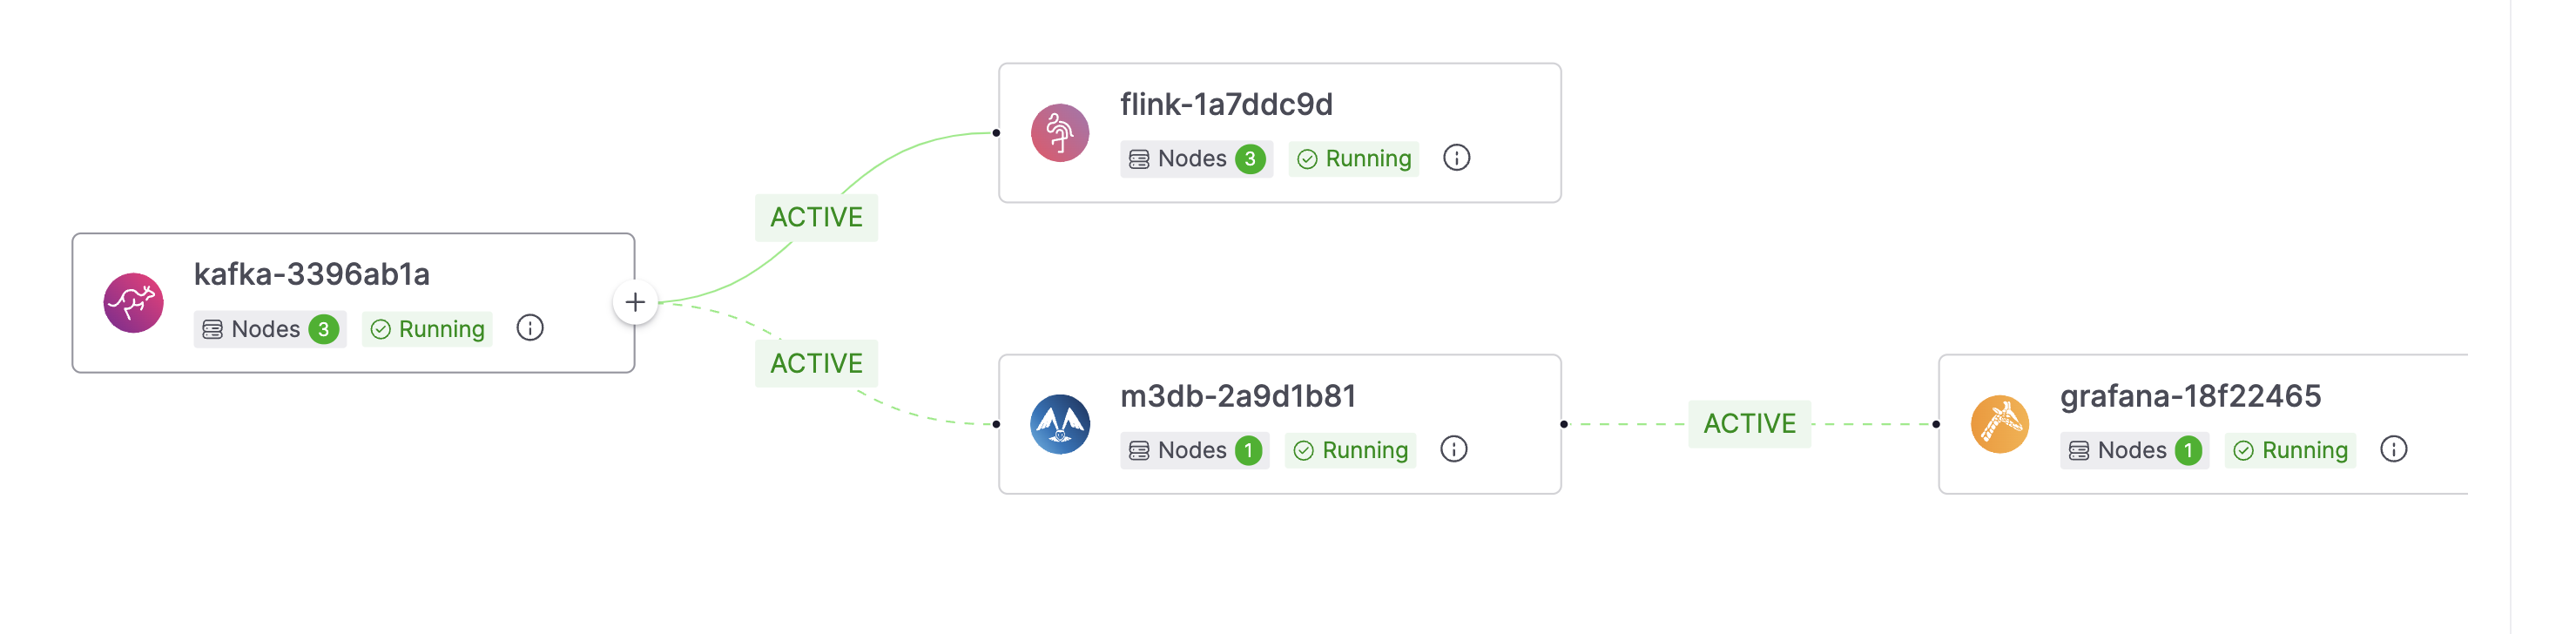 flink-1a7ddc9d
Nodes 3 Running
ACTIVE
kafka-3396ab1a
Nodes 3 Running
ACTIVE
m3db-2a9d1b81
Nodes 1 Running
ACTIVE
grafana-18f22465
Nodes 1 Running